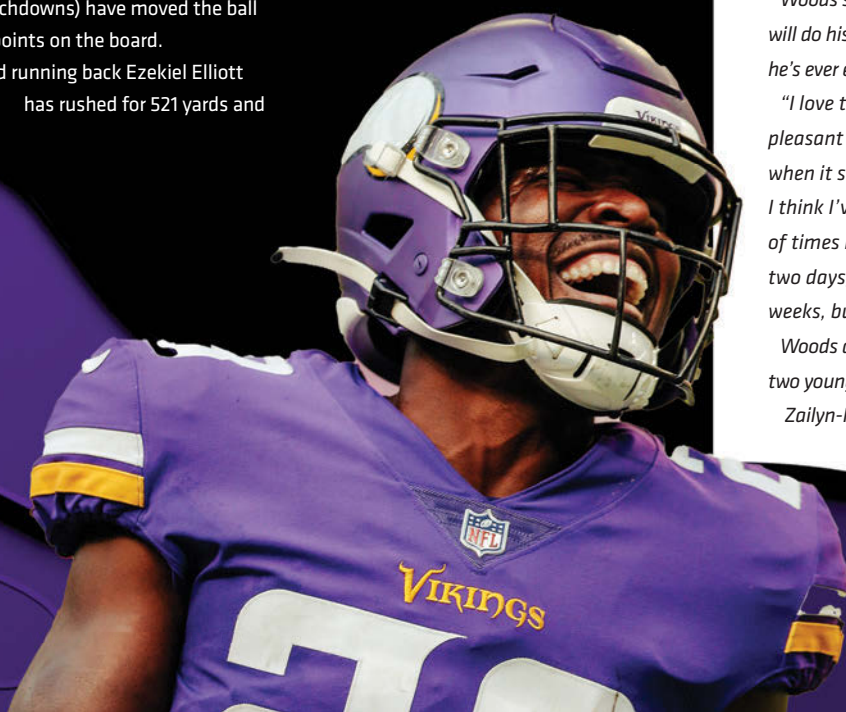 chdowns) have moved the ball
points on the board.
running back Ezekiel Elliott
has rushed for 521 yards and
Woods
will do his
he's ever
“I love
pleasant
when it
I think
of times
two days
weeks,
Woods
two
Zailyn-
VIKINGS
NFL
VIKINGS